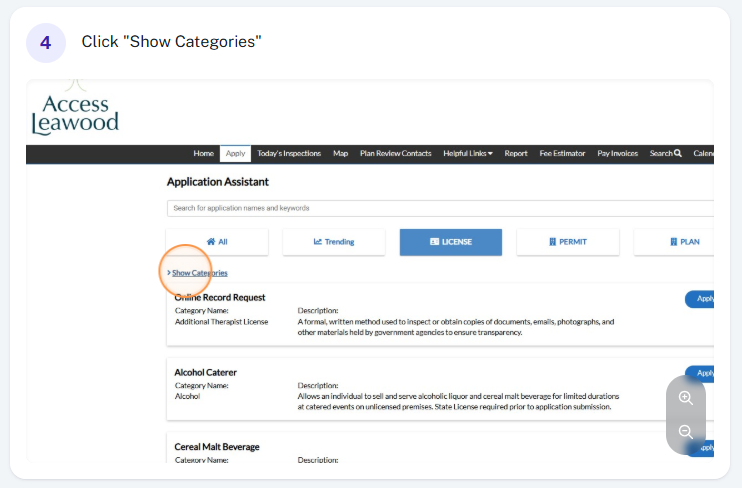 4 Click "Show Categories"
Access
Leawood
Home Apply Today's Inspections Map Plan Review Contacts Helpful Links Report Fee Estimator Pay Invoices Search Calen
Application Assistant
Search for application names and keywords
All Trending LICENSE PERMIT PLAN
Show Categories
Online Record Request
Apply
Category Name: Description:
Additional Therapist License A formal, written method used to inspect or obtain copies of documents, emails, photographs, and
other materials held by government agencies to ensure transparency.
Alcohol Caterer
Apply
Category Name: Description:
Alcohol Allows an individual to sell and serve alcoholic liquor and cereal malt beverage for limited durations
at catered events on unlicensed premises. State License required prior to application submission.
Cereal Malt Beverage
pply
Category Name: Description: